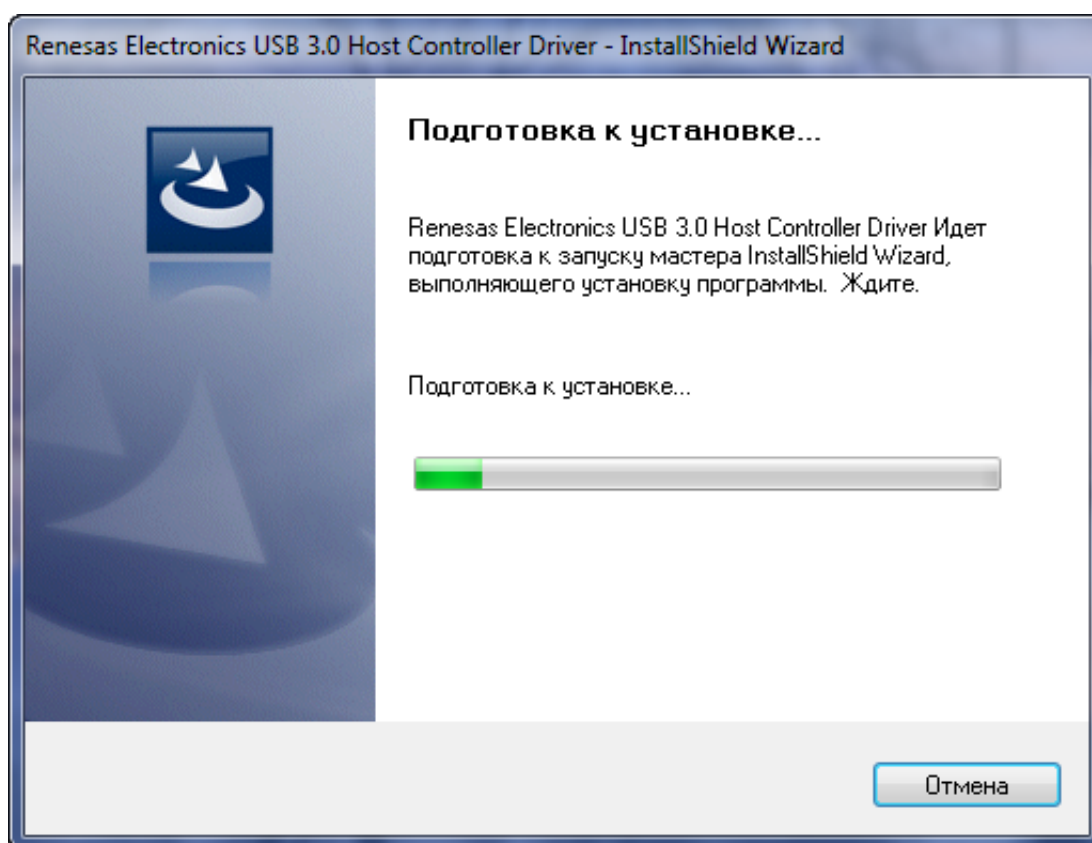 Renesas Electronics USB 3.0 Host Controller Driver - InstallShield Wizard
Подготовка к установке...
Renesas Electronics USB 3.0 Host Controller Driver Идет
подготовка к запуску мастера InstallShield Wizard,
выполняющего установку программы.  Ждите.
Подготовка к установке...
Отмена